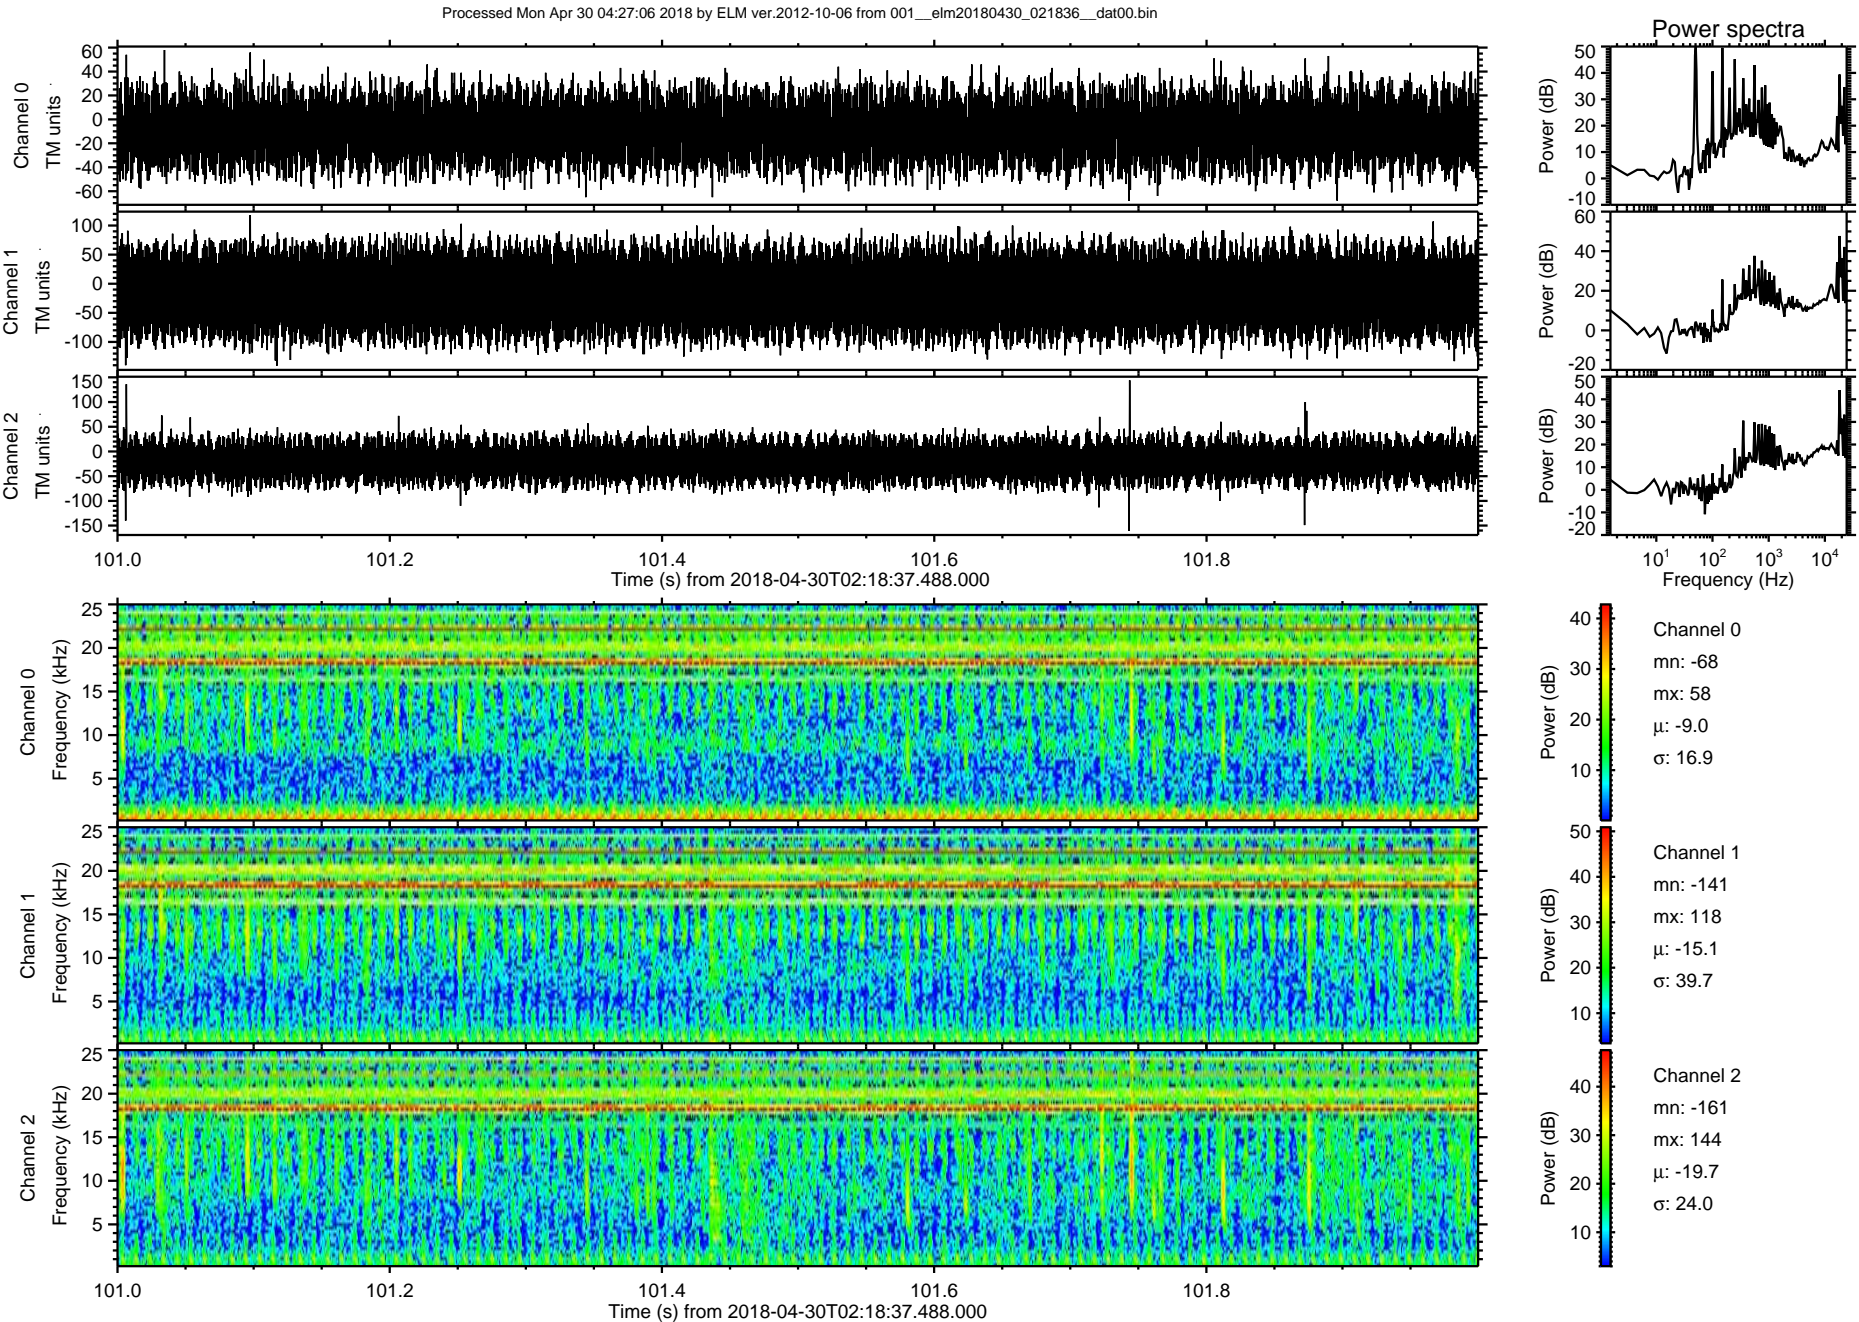 Processed Mon Apr 30 04:27:06 2018 by ELM ver.2012-10-06 from 001__elm20180430_021836__dat00.bin
Power spectra
Channel 0
TM units
60
40
20
0
-20
-40
-60
Power (dB)
50
40
30
20
10
0
-10
Channel 1
TM units
100
50
0
-50
-100
Power (dB)
60
40
20
0
-20
Channel 2
TM units
150
100
50
0
-50
-100
-150
Power (dB)
50
40
30
20
10
0
-10
-20
101.0 101.2 101.4 101.6 101.8
Time (s) from 2018-04-30T02:18:37.488.000
10^1 10^2 10^3 10^4
Frequency (Hz)
Channel 0
Frequency (kHz)
25
20
15
10
5
Power (dB)
40
30
20
10
Channel 0
mn: -68
mx: 58
μ: -9.0
σ: 16.9
Channel 1
Frequency (kHz)
25
20
15
10
5
Power (dB)
50
40
30
20
10
Channel 1
mn: -141
mx: 118
μ: -15.1
σ: 39.7
Channel 2
Frequency (kHz)
25
20
15
10
5
Power (dB)
40
30
20
10
Channel 2
mn: -161
mx: 144
μ: -19.7
σ: 24.0
101.0 101.2 101.4 101.6 101.8
Time (s) from 2018-04-30T02:18:37.488.000